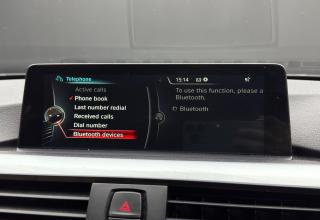 Telephone
Active calls
Phone book
Last number redial
Received calls
Dial number
Bluetooth devices
15:14
To use this function, please a
Bluetooth.
Bluetooth